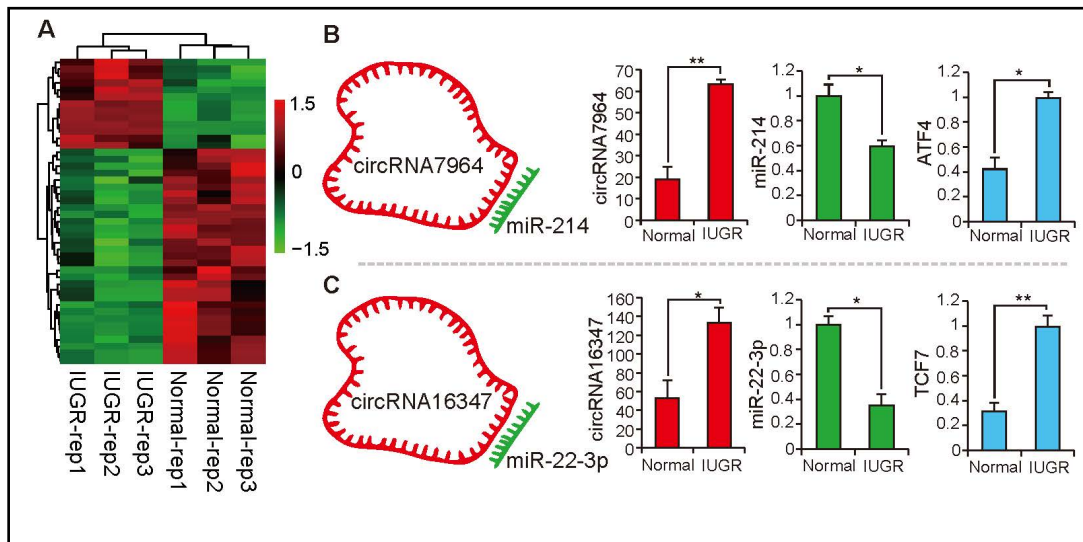 A
1.5
0
−1.5
IUGR-rep1
IUGR-rep2
IUGR-rep3
Normal-rep1
Normal-rep2
Normal-rep3
B
circRNA7964
miR-214
circRNA7964
70
60
50
40
30
20
10
0
**
Normal
IUGR
miR-214
1.2
1
0.8
0.6
0.4
0.2
0
*
Normal
IUGR
ATF4
1.2
1
0.8
0.6
0.4
0.2
0
*
Normal
IUGR
C
circRNA16347
miR-22-3p
circRNA16347
160
140
120
100
80
60
40
20
0
*
Normal
IUGR
miR-22-3p
1.2
1
0.8
0.6
0.4
0.2
0
*
Normal
IUGR
TCF7
1.2
1
0.8
0.6
0.4
0.2
0
**
Normal
IUGR